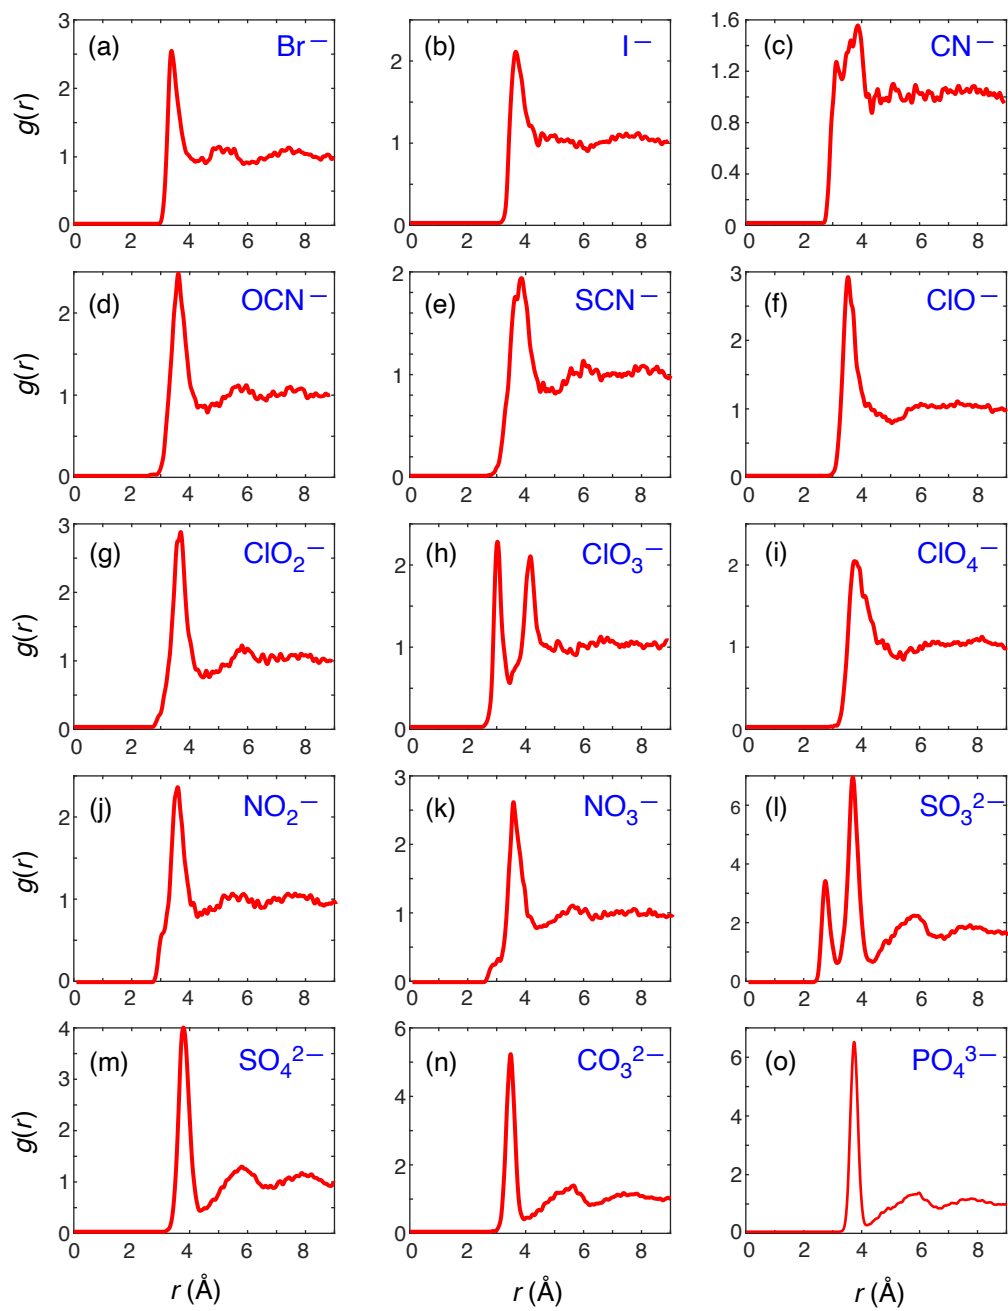 (a) Br⁻
g(r)
3
2
1
0
0 2 4 6 8
(b) I⁻
2
1
0
0 2 4 6 8
(c) CN⁻
1.6
1.2
0.8
0.4
0
0 2 4 6 8
(d) OCN⁻
g(r)
2
1
0
0 2 4 6 8
(e) SCN⁻
2
1
0
0 2 4 6 8
(f) ClO⁻
3
2
1
0
0 2 4 6 8
(g) ClO₂⁻
g(r)
3
2
1
0
0 2 4 6 8
(h) ClO₃⁻
2
1
0
0 2 4 6 8
(i) ClO₄⁻
2
1
0
0 2 4 6 8
(j) NO₂⁻
g(r)
2
1
0
0 2 4 6 8
(k) NO₃⁻
3
2
1
0
0 2 4 6 8
(l) SO₃²⁻
6
4
2
0
0 2 4 6 8
(m) SO₄²⁻
g(r)
4
3
2
1
0
0 2 4 6 8
r (Å)
(n) CO₃²⁻
6
4
2
0
0 2 4 6 8
r (Å)
(o) PO₄³⁻
6
4
2
0
0 2 4 6 8
r (Å)